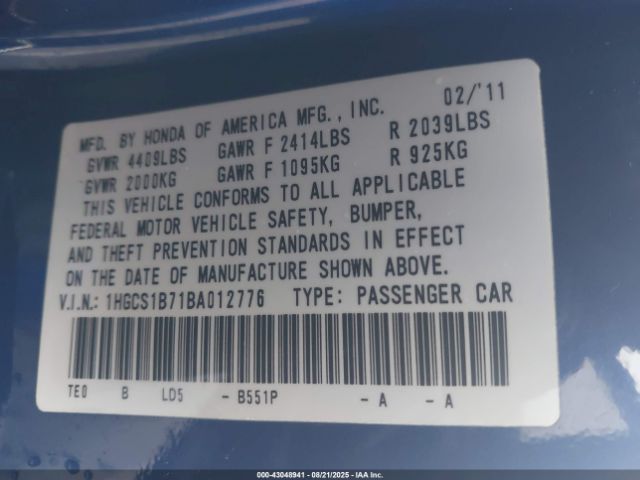 MFD. BY HONDA OF AMERICA MFG., INC. 02/'11
GVWR 4409LBS GAWR F 2414LBS R 2039LBS
GVWR 2000KG GAWR F 1095KG R 925KG
THIS VEHICLE CONFORMS TO ALL APPLICABLE
FEDERAL MOTOR VEHICLE SAFETY, BUMPER,
AND THEFT PREVENTION STANDARDS IN EFFECT
ON THE DATE OF MANUFACTURE SHOWN ABOVE.
V.I.N.: 1HGCS1B71BA012776 TYPE: PASSENGER CAR
TE0 B LD5 - B551P - A - A
000-43048941 - 08/21/2025 - IAA Inc.